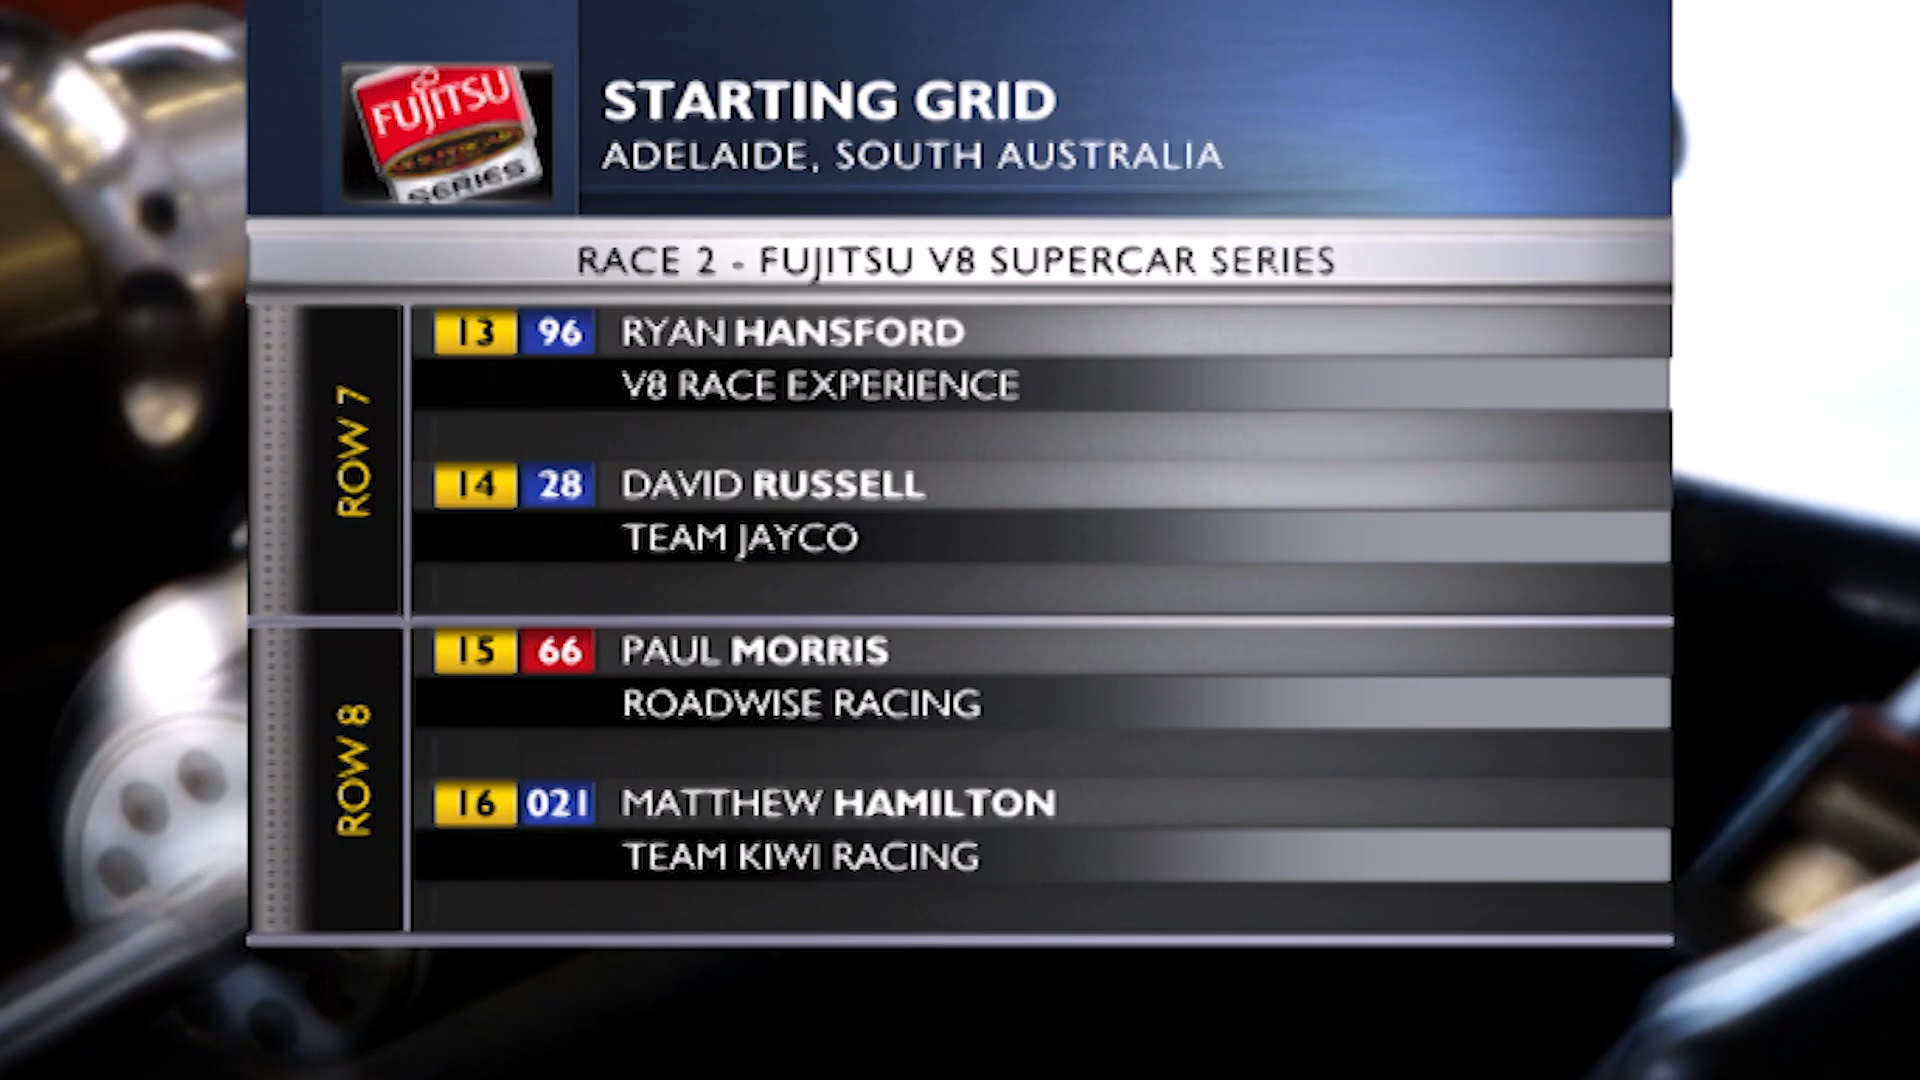 FUJITSU
SERIES
STARTING GRID
ADELAIDE, SOUTH AUSTRALIA
RACE 2 - FUJITSU V8 SUPERCAR SERIES
ROW 7
13 96 RYAN HANSFORD
V8 RACE EXPERIENCE
14 28 DAVID RUSSELL
TEAM JAYCO
ROW 8
15 66 PAUL MORRIS
ROADWISE RACING
16 021 MATTHEW HAMILTON
TEAM KIWI RACING